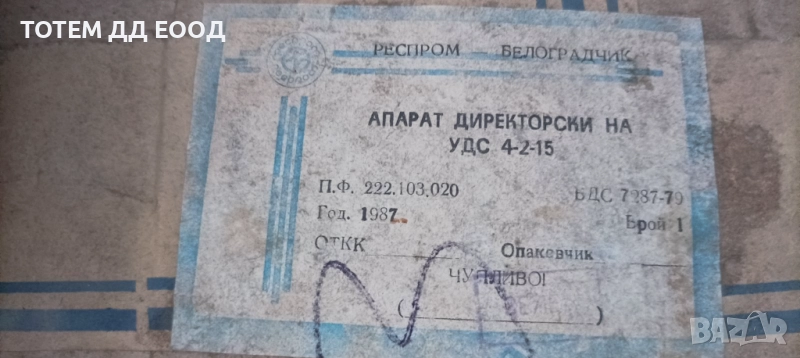 ТОТЕМ ДД ЕООД
РЕСПРОМ — БЕЛОГРАДЧИК
АПАРАТ ДИРЕКТОРСКИ НА
УДС 4-2-15
П.Ф. 222.103.020
БДС 7287-79
Год. 1987
Брой 1
ОТКК
Опаковчик
ЧУПЛИВО!
( )
BAZAR